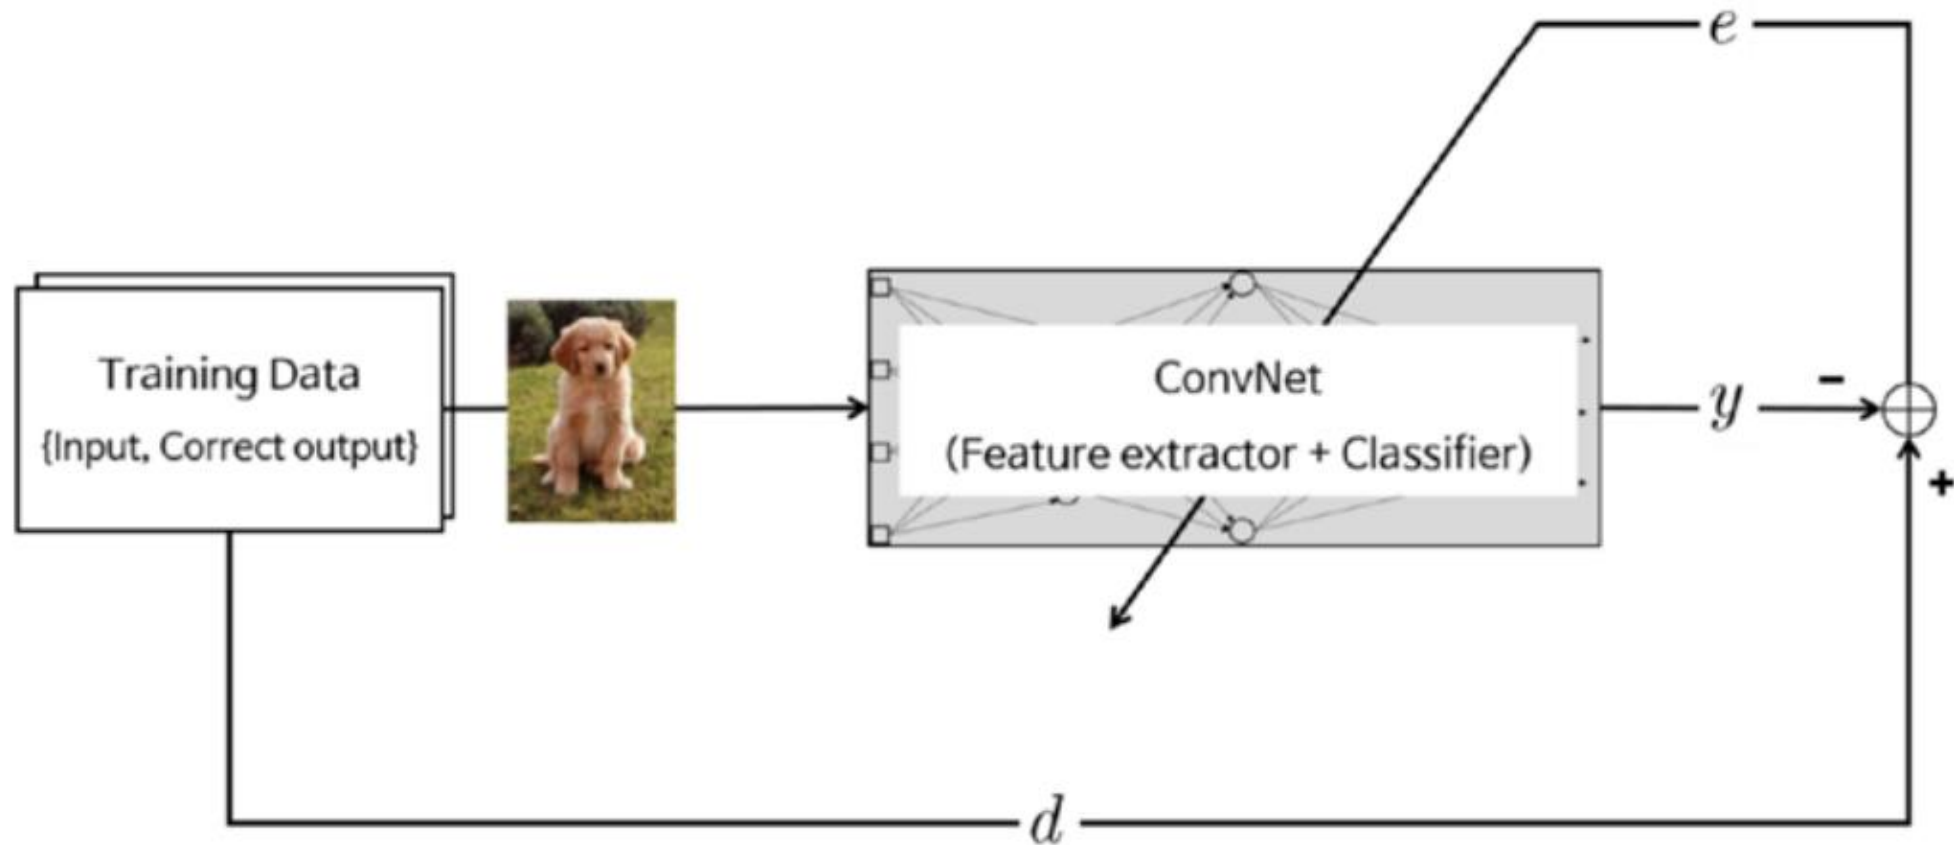 e
Training Data
{Input, Correct output}
ConvNet
(Feature extractor + Classifier)
y
-
+
d